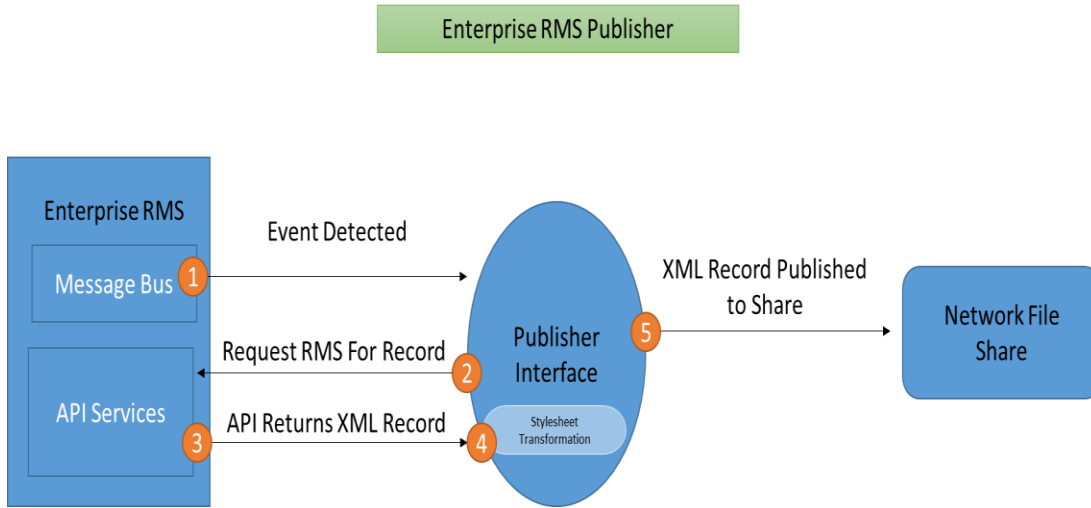 Enterprise RMS Publisher
Enterprise RMS
Message Bus
1
Event Detected
Request RMS For Record
2
API Services
API Returns XML Record
3
4
Publisher
Interface
Stylesheet
Transformation
5
XML Record Published
to Share
Network File
Share